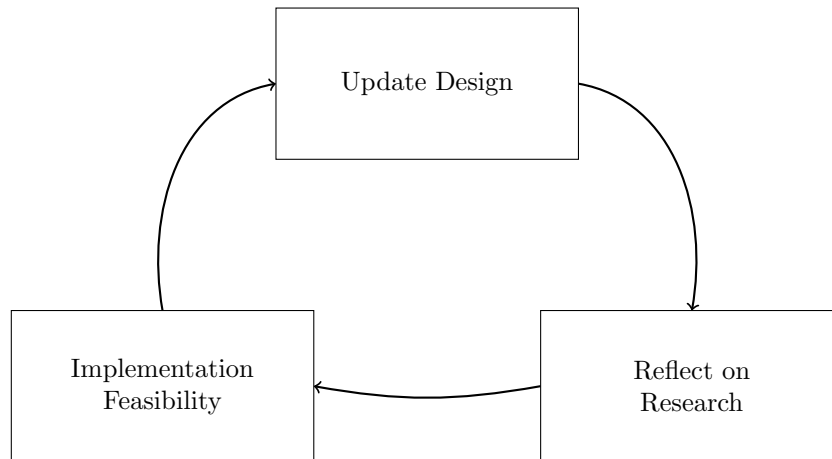 Update Design
Implementation
Feasibility
Reflect on
Research